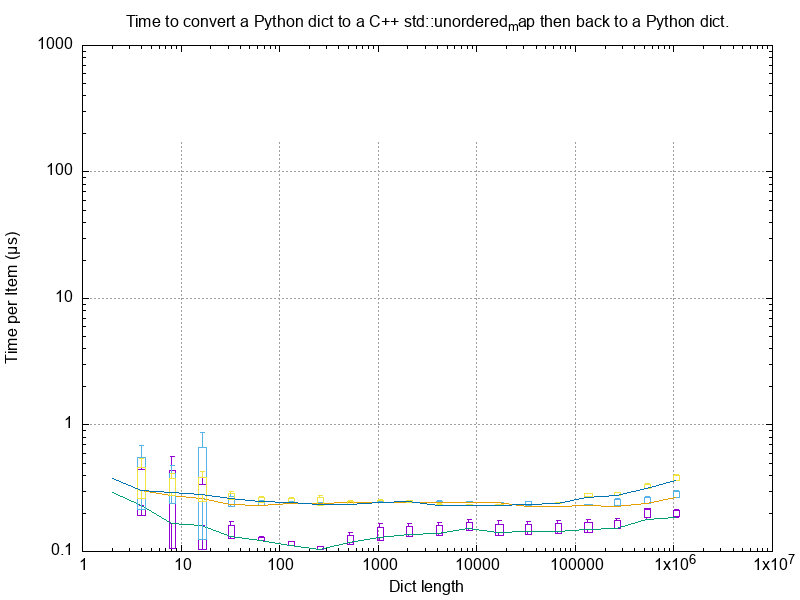 Time to convert a Python dict to a C++ std::unordered_map then back to a Python dict.
1000
100
10
1
0.1
Time per Item (µs)
1 10 100 1000 10000 100000 1x10^6 1x10^7
Dict length